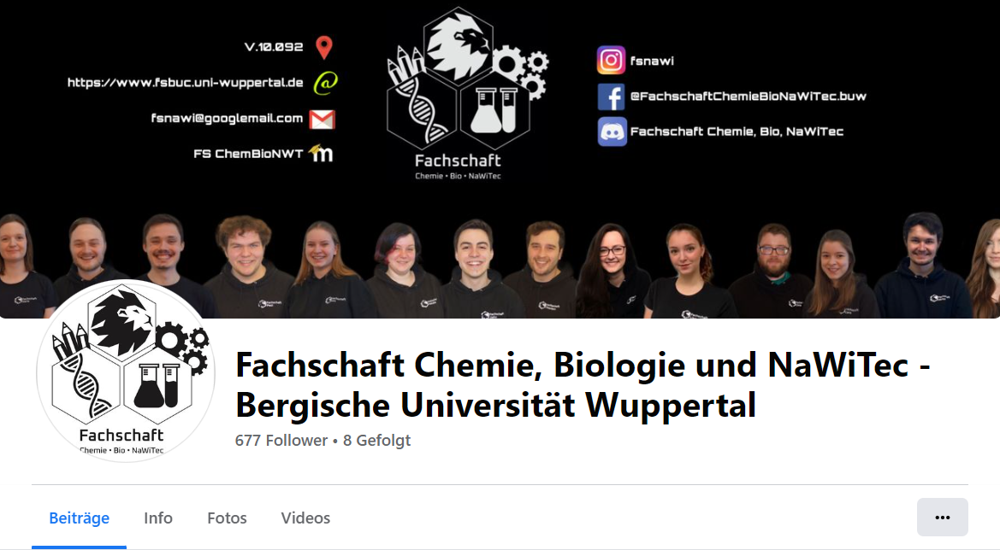 V.10.092
https://www.fsbuc.uni-wuppertal.de
fsnawi@googlemail.com
FS ChemBioNWT
Fachschaft
Chemie • Bio • NaWiTec
fsnawi
@FachschaftChemieBioNaWiTec.buw
Fachschaft Chemie, Bio, NaWiTec
Fachschaft
Chemie • Bio • NaWiTec
Fachschaft Chemie, Biologie und NaWiTec -
Bergische Universität Wuppertal
677 Follower • 8 Gefolgt
Beiträge
Info
Fotos
Videos